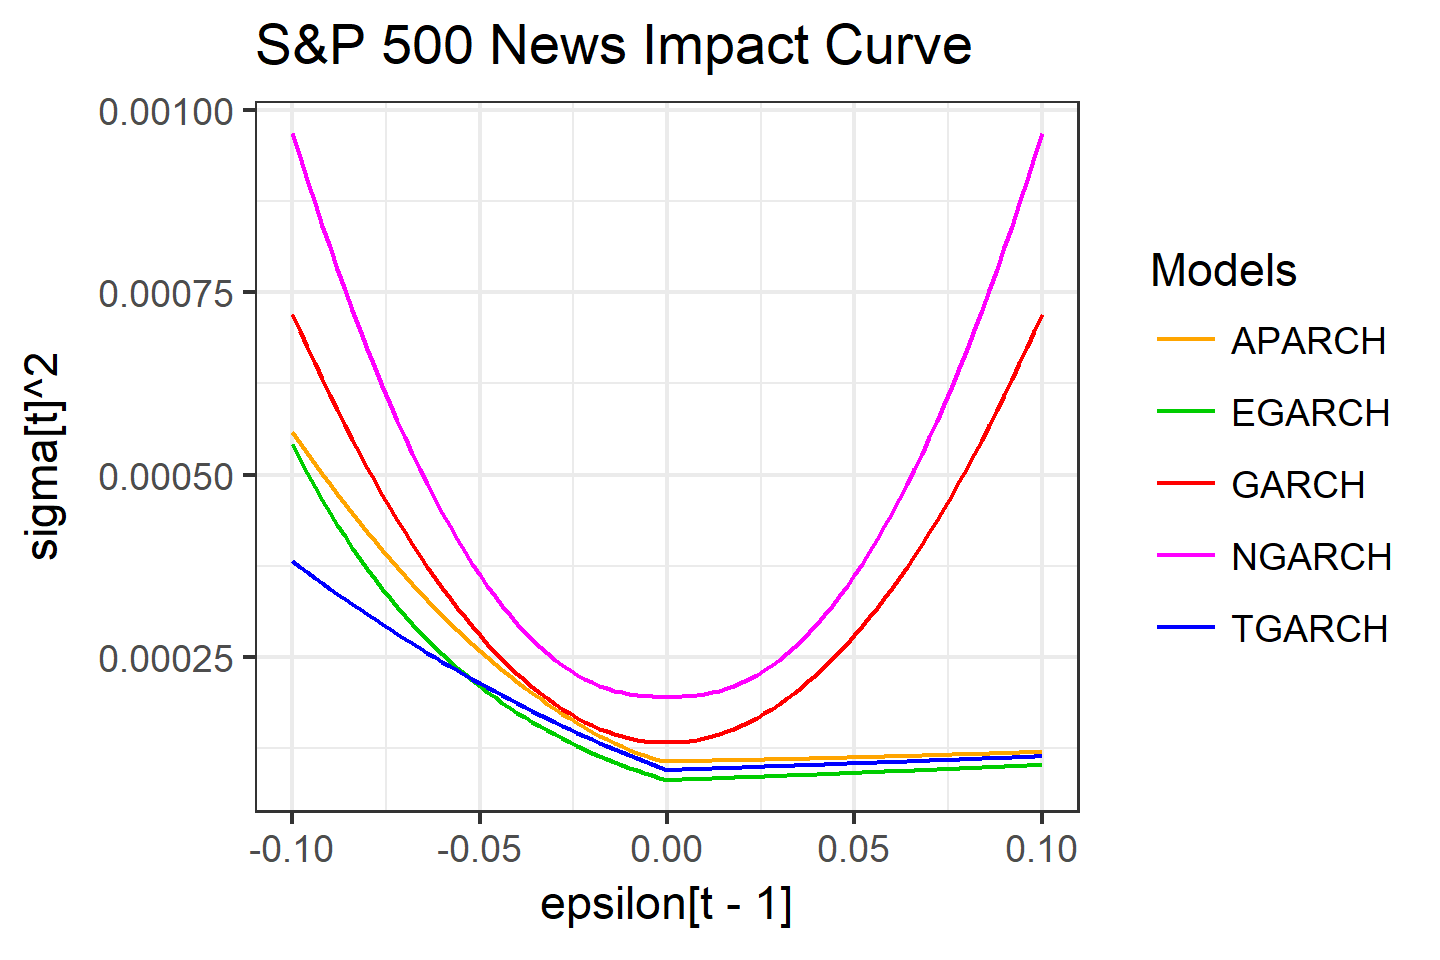 S&P 500 News Impact Curve
0.00100
0.00075
0.00050
0.00025
sigma[t]^2
-0.10
-0.05
0.00
0.05
0.10
epsilon[t - 1]
Models
APARCH
EGARCH
GARCH
NGARCH
TGARCH